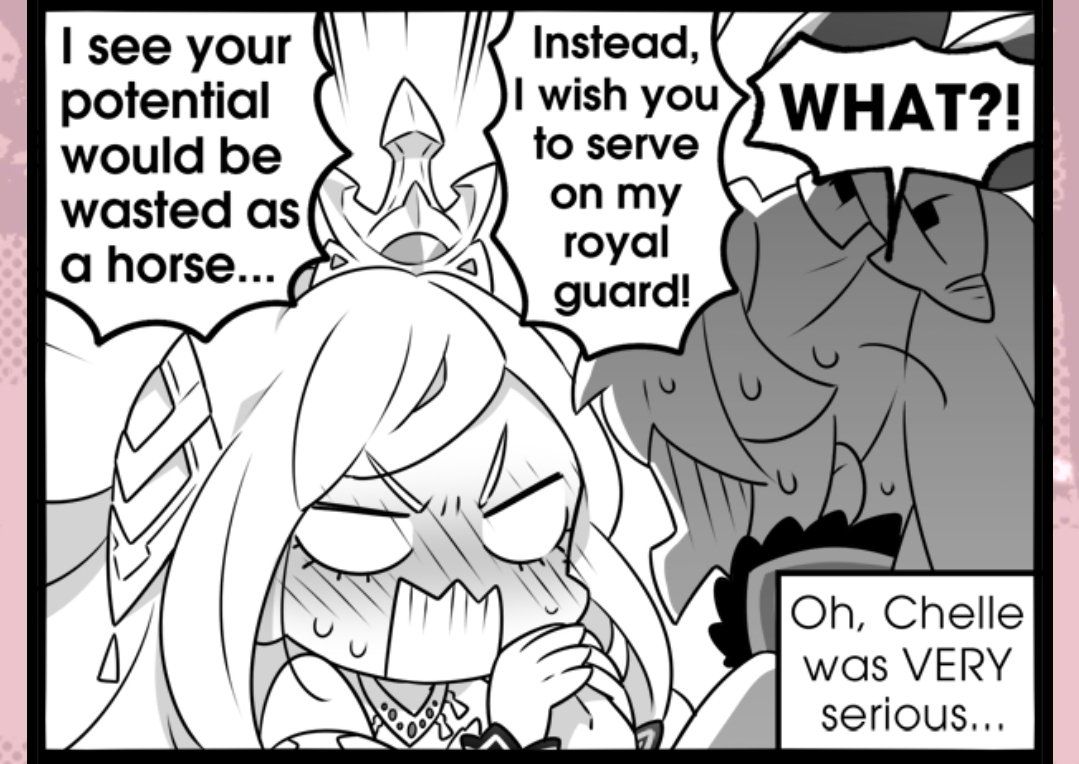 I see your
potential
would be
wasted as
a horse...
Instead,
I wish you
to serve
on my
royal
guard!
WHAT?!
Oh, Chelle
was VERY
serious...